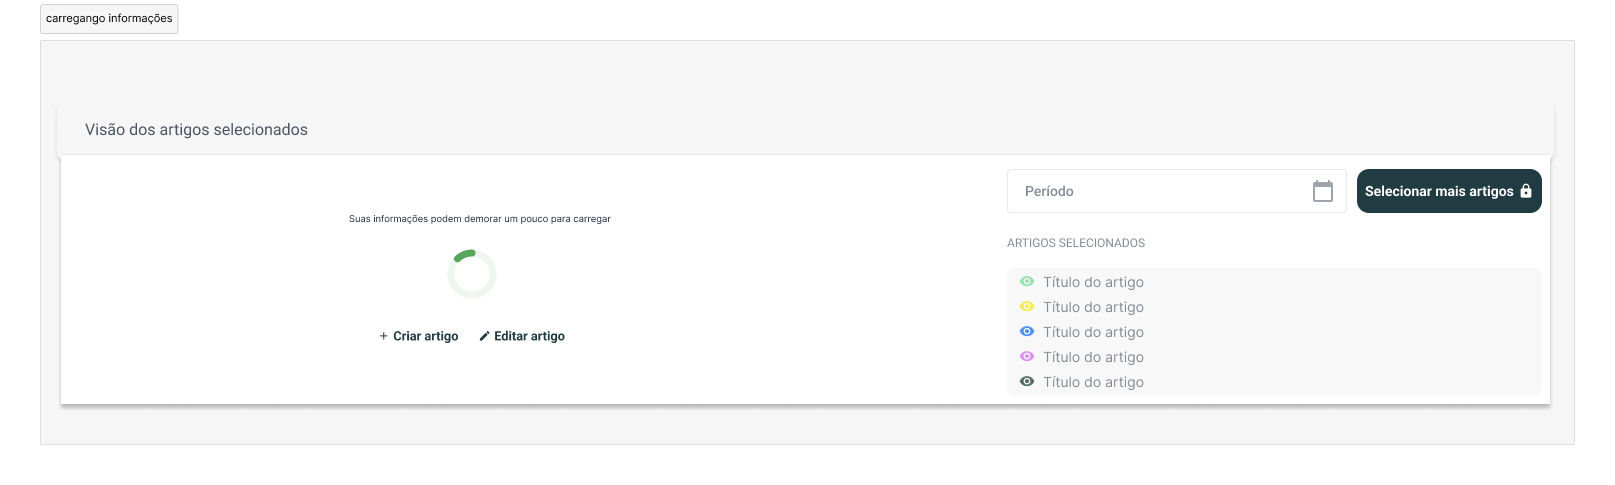 carregango informações
Visão dos artigos selecionados
Período
Selecionar mais artigos
Suas informações podem demorar um pouco para carregar
ARTIGOS SELECIONADOS
Título do artigo
Título do artigo
Título do artigo
Título do artigo
Título do artigo
+ Criar artigo
Editar artigo